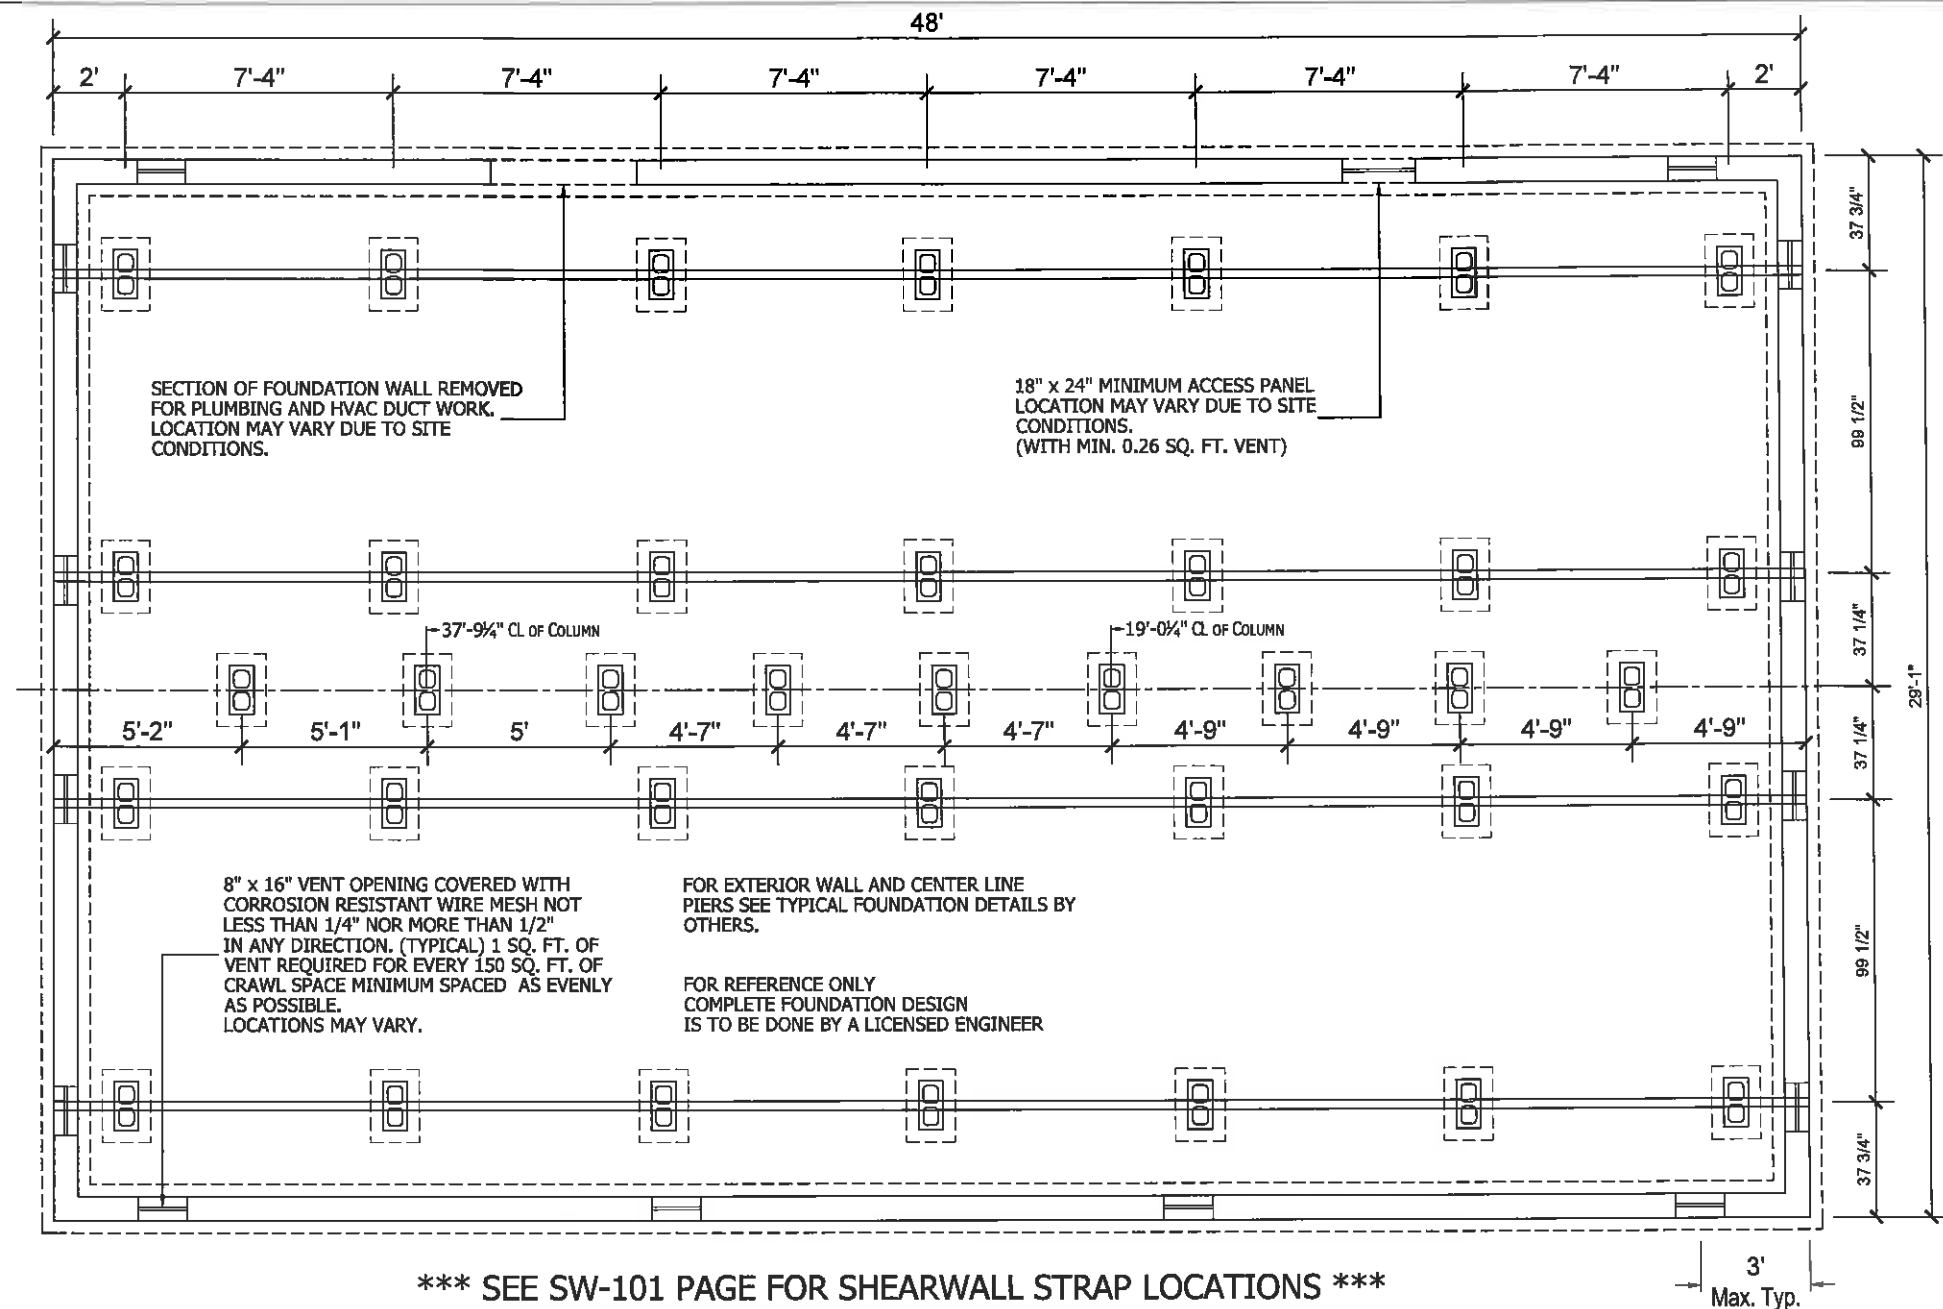 48'
2' 7'-4" 7'-4" 7'-4" 7'-4" 7'-4" 7'-4" 2'
37 3/4"
SECTION OF FOUNDATION WALL REMOVED
FOR PLUMBING AND HVAC DUCT WORK.
LOCATION MAY VARY DUE TO SITE
CONDITIONS.
18" x 24" MINIMUM ACCESS PANEL
LOCATION MAY VARY DUE TO SITE
CONDITIONS.
(WITH MIN. 0.26 SQ. FT. VENT)
99 1/2"
37'-9¼" CL OF COLUMN
19'-0¼" CL OF COLUMN
37 1/4"
29'-1"
5'-2" 5'-1" 5' 4'-7" 4'-7" 4'-7" 4'-9" 4'-9" 4'-9" 4'-9"
37 1/4"
8" x 16" VENT OPENING COVERED WITH
CORROSION RESISTANT WIRE MESH NOT
LESS THAN 1/4" NOR MORE THAN 1/2"
IN ANY DIRECTION. (TYPICAL) 1 SQ. FT. OF
VENT REQUIRED FOR EVERY 150 SQ. FT. OF
CRAWL SPACE MINIMUM SPACED AS EVENLY
AS POSSIBLE.
LOCATIONS MAY VARY.
FOR EXTERIOR WALL AND CENTER LINE
PIERS SEE TYPICAL FOUNDATION DETAILS BY
OTHERS.
FOR REFERENCE ONLY
COMPLETE FOUNDATION DESIGN
IS TO BE DONE BY A LICENSED ENGINEER
99 1/2"
37 3/4"
*** SEE SW-101 PAGE FOR SHEARWALL STRAP LOCATIONS ***
3'
Max. Typ.